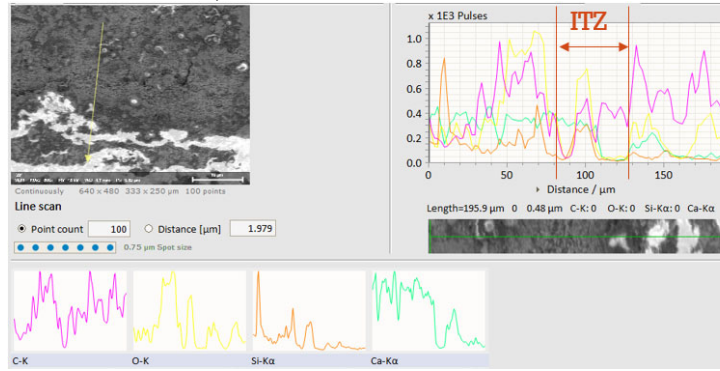 x 1E3 Pulses
ITZ
1.0
0.8
0.6
0.4
0.2
0.0
0 50 100 150
Distance / µm
Continuously 640 x 480 333 x 250 µm 100 points
Line scan
Point count 100 Distance [µm] 1.979
0.75 µm Spot size
Length=195.9 µm 0 0.48 µm C-K: 0 O-K: 0 Si-Kα: 0 Ca-Kα
C-K O-K Si-Kα Ca-Kα